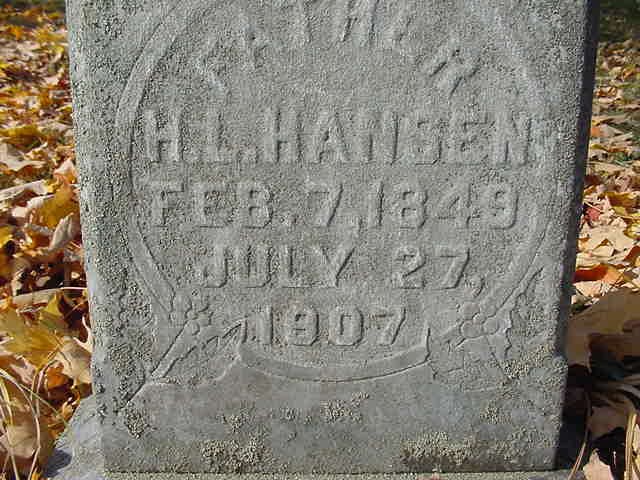 FATHER
H.L. HANSEN
FEB. 7, 1849
JULY 27,
1907